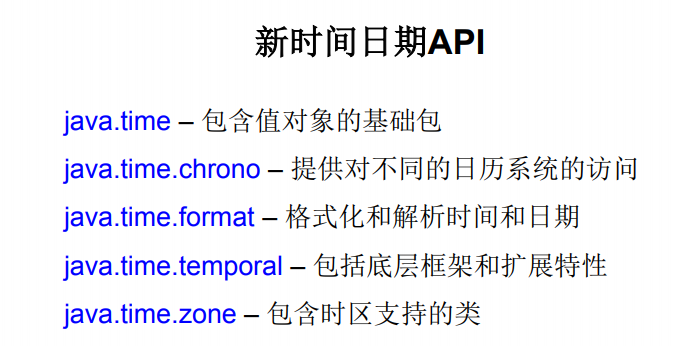 新时间日期API
java.time – 包含值对象的基础包
java.time.chrono – 提供对不同的日历系统的访问
java.time.format – 格式化和解析时间和日期
java.time.temporal – 包括底层框架和扩展特性
java.time.zone – 包含时区支持的类